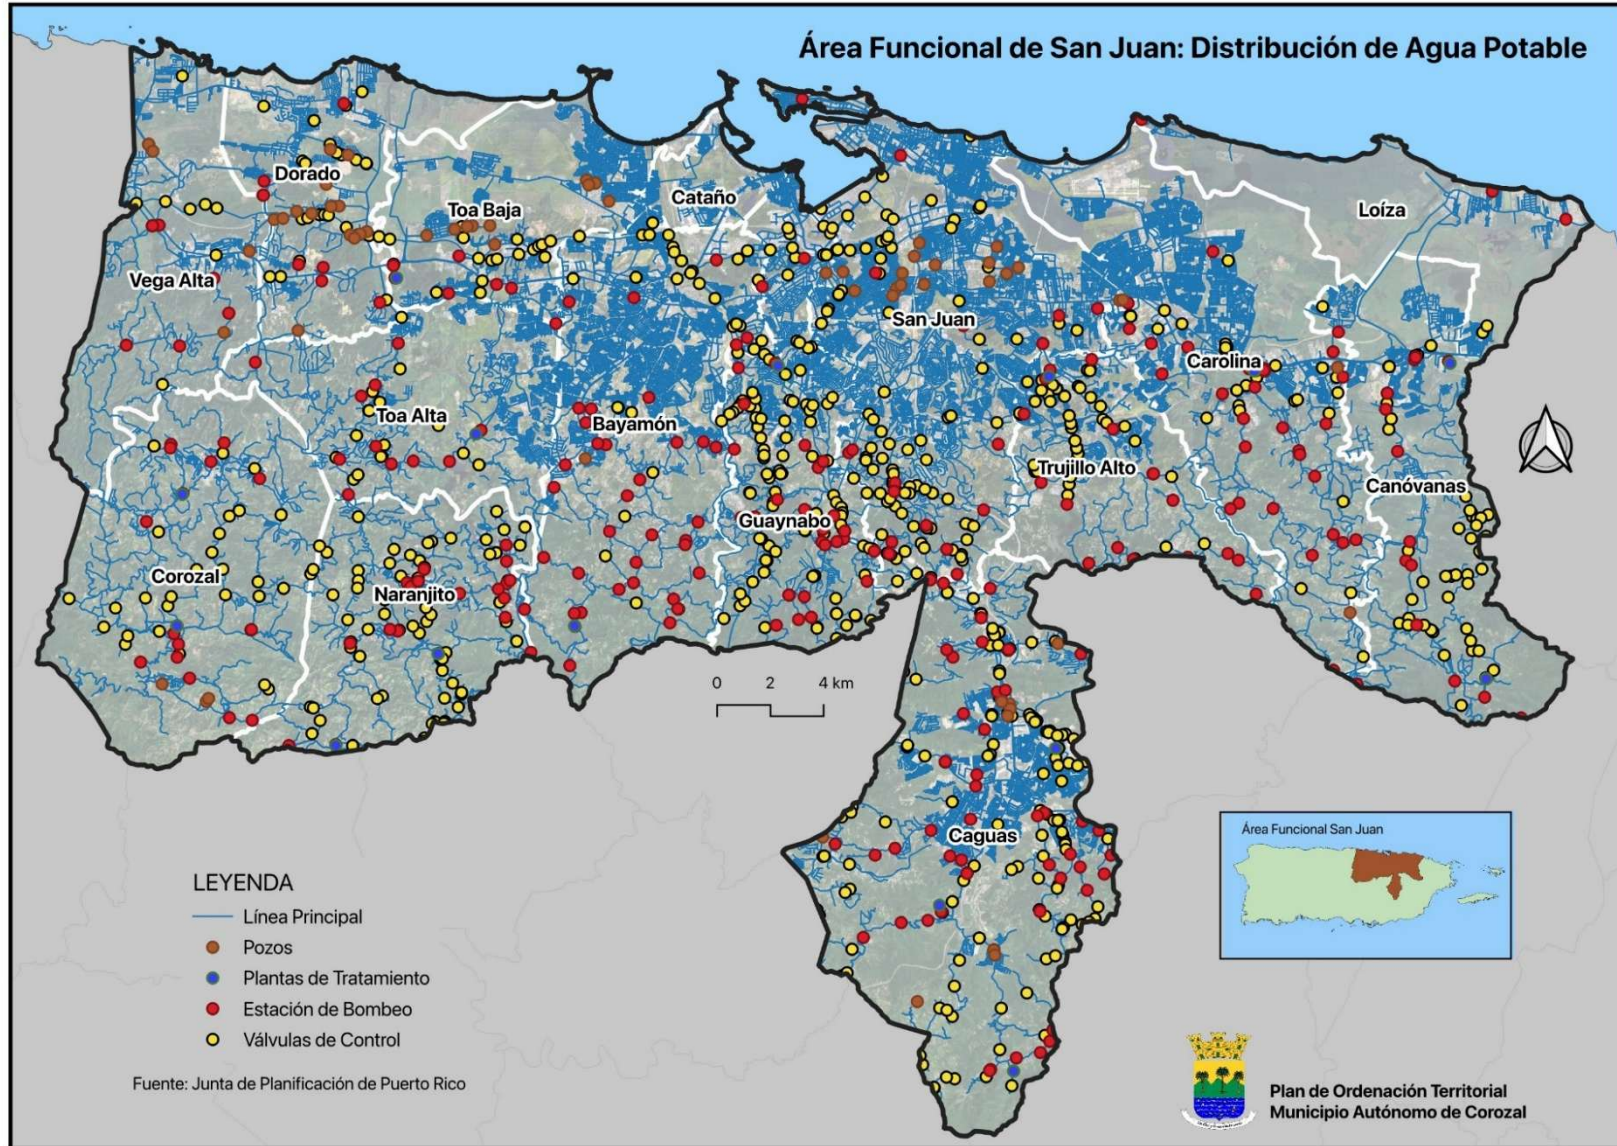 Área Funcional de San Juan: Distribución de Agua Potable
Dorado
Toa Baja
Cataño
Loíza
Vega Alta
San Juan
Carolina
Toa Alta
Bayamón
Trujillo Alto
Canóvanas
Guaynabo
Corozal
Naranjito
0 2 4 km
Caguas
Área Funcional San Juan
LEYENDA
Línea Principal
Pozos
Plantas de Tratamiento
Estación de Bombeo
Válvulas de Control
Fuente: Junta de Planificación de Puerto Rico
Plan de Ordenación Territorial
Municipio Autónomo de Corozal